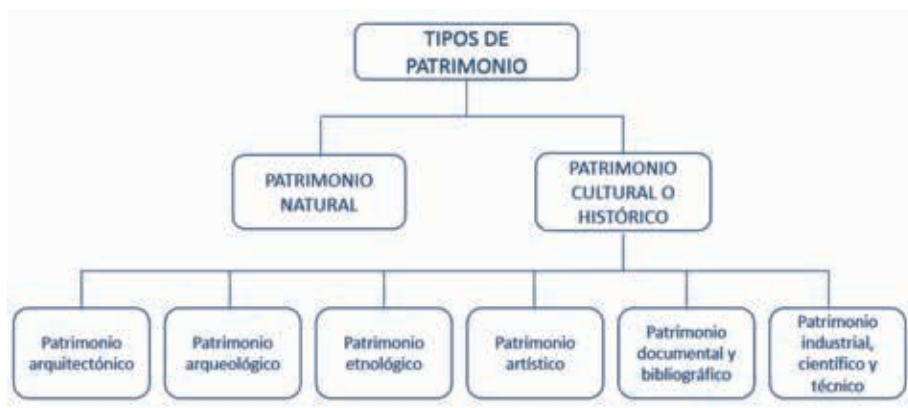 TIPOS DE
PATRIMONIO
PATRIMONIO
NATURAL
PATRIMONIO
CULTURAL O
HISTÓRICO
Patrimonio
arquitectónico
Patrimonio
arqueológico
Patrimonio
etnológico
Patrimonio
artístico
Patrimonio
documental y
bibliográfico
Patrimonio
industrial,
científico y
técnico